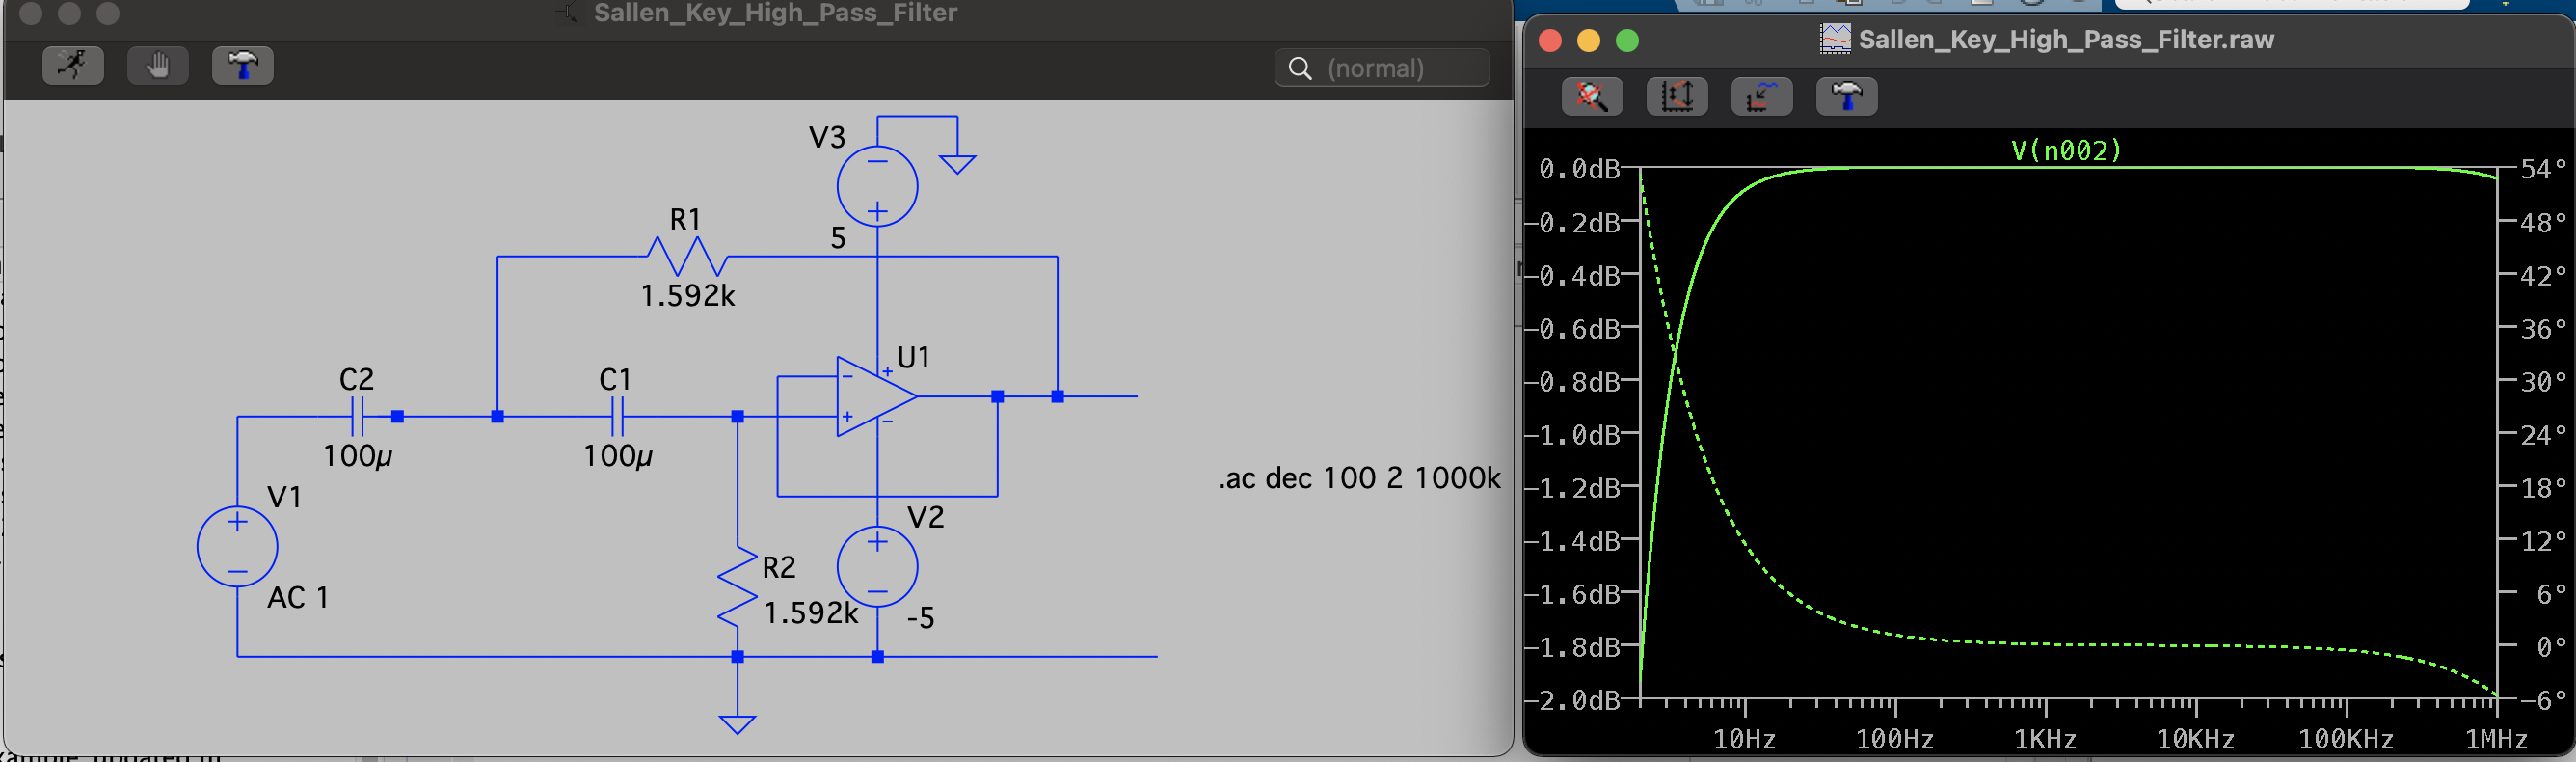 Sallen_Key_High_Pass_Filter
(normal)
V3
5
R1
1.592k
U1
C2
100µ
C1
100µ
.ac dec 100 2 1000k
V1
AC 1
V2
-5
R2
1.592k
Sallen_Key_High_Pass_Filter.raw
V(n002)
0.0dB
-0.2dB
-0.4dB
-0.6dB
-0.8dB
-1.0dB
-1.2dB
-1.4dB
-1.6dB
-1.8dB
-2.0dB
54°
48°
42°
36°
30°
24°
18°
12°
6°
0°
-6°
10Hz 100Hz 1KHz 10KHz 100KHz 1MHz